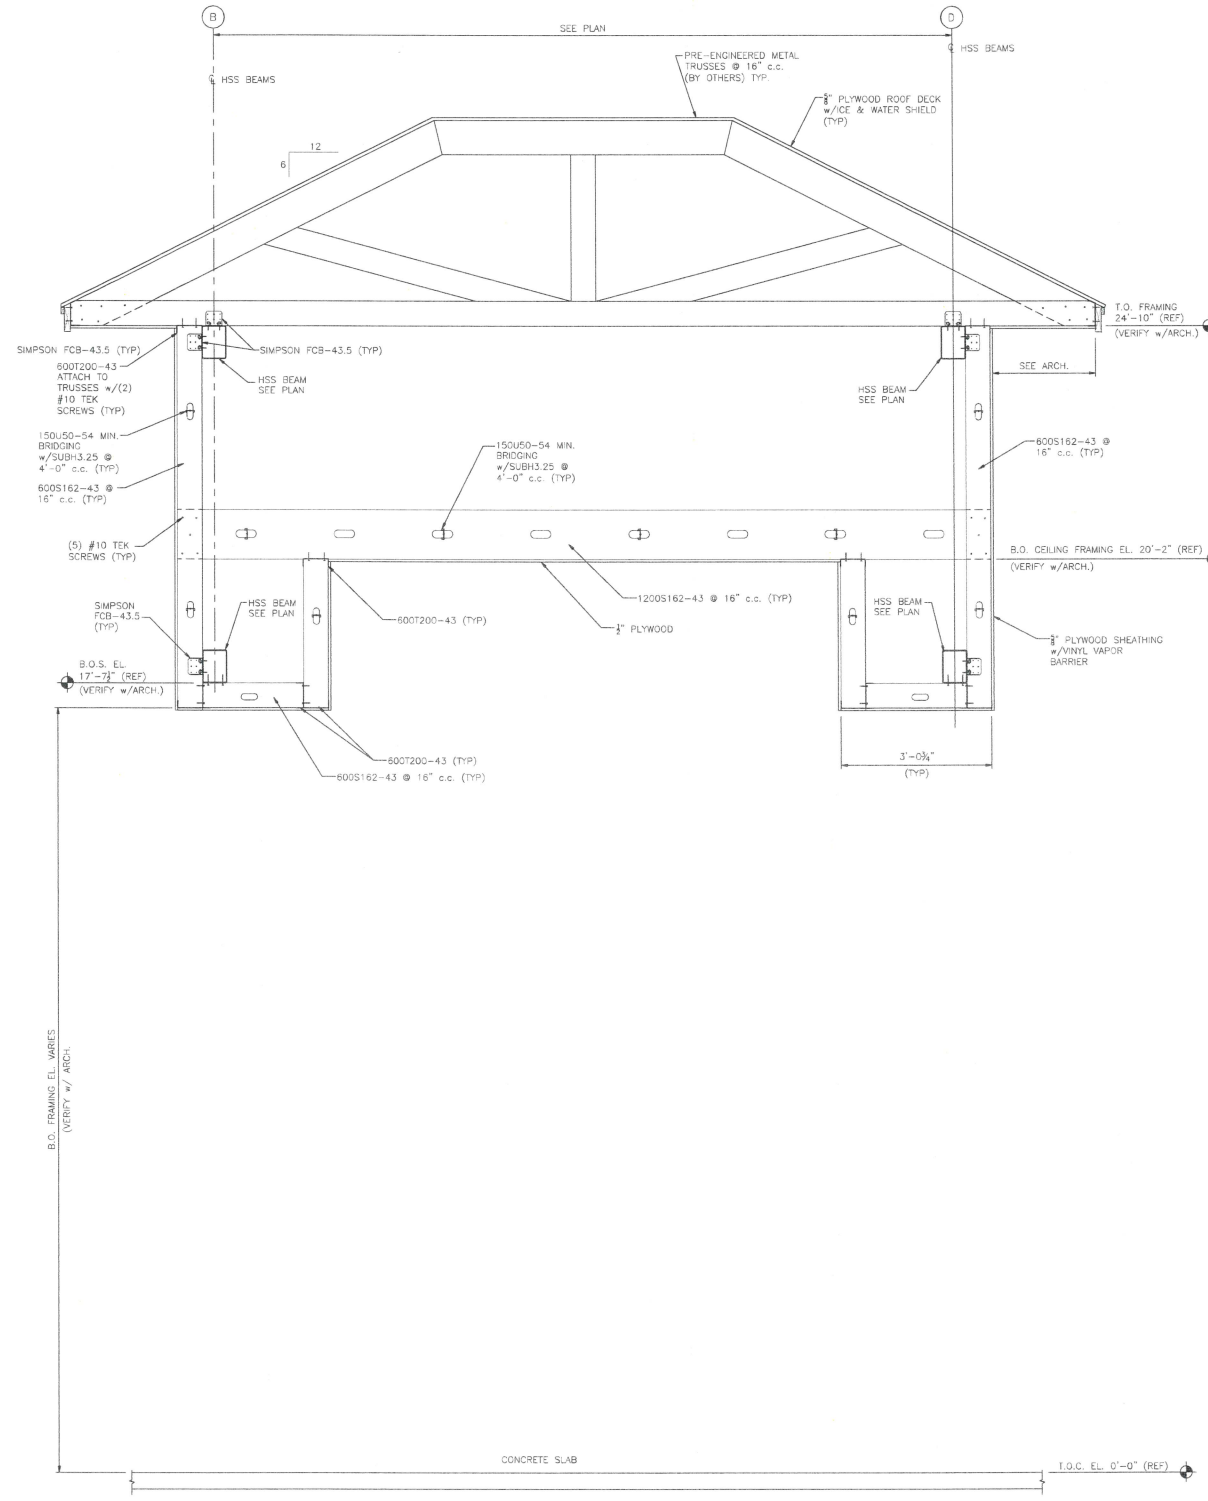 B
D
SEE PLAN
℄ HSS BEAMS
℄ HSS BEAMS
PRE-ENGINEERED METAL
TRUSSES @ 16" c.c.
(BY OTHERS) TYP.
⅝" PLYWOOD ROOF DECK
w/ICE & WATER SHIELD
(TYP)
12
6
T.O. FRAMING
24'-10" (REF)
(VERIFY w/ARCH.)
SIMPSON FCB-43.5 (TYP)
SIMPSON FCB-43.5 (TYP)
600T200-43
ATTACH TO
TRUSSES w/(2)
#10 TEK
SCREWS (TYP)
HSS BEAM
SEE PLAN
HSS BEAM
SEE PLAN
SEE ARCH.
150U50-54 MIN.
BRIDGING
w/SUBH3.25 @
4'-0" c.c. (TYP)
150U50-54 MIN.
BRIDGING
w/SUBH3.25 @
4'-0" c.c. (TYP)
600S162-43 @
16" c.c. (TYP)
600S162-43 @
16" c.c. (TYP)
(5) #10 TEK
SCREWS (TYP)
B.O. CEILING FRAMING EL. 20'-2" (REF)
(VERIFY w/ARCH.)
SIMPSON
FCB-43.5
(TYP)
HSS BEAM
SEE PLAN
600T200-43 (TYP)
1200S162-43 @ 16" c.c. (TYP)
½" PLYWOOD
HSS BEAM
SEE PLAN
⅝" PLYWOOD SHEATHING
w/VINYL VAPOR
BARRIER
B.O.S. EL.
17'-7½" (REF)
(VERIFY w/ARCH.)
600T200-43 (TYP)
600S162-43 @ 16" c.c. (TYP)
3'-0¾"
(TYP)
B.O. FRAMING EL. VARIES
(VERIFY w/ ARCH.
CONCRETE SLAB
T.O.C. EL. 0'-0" (REF)